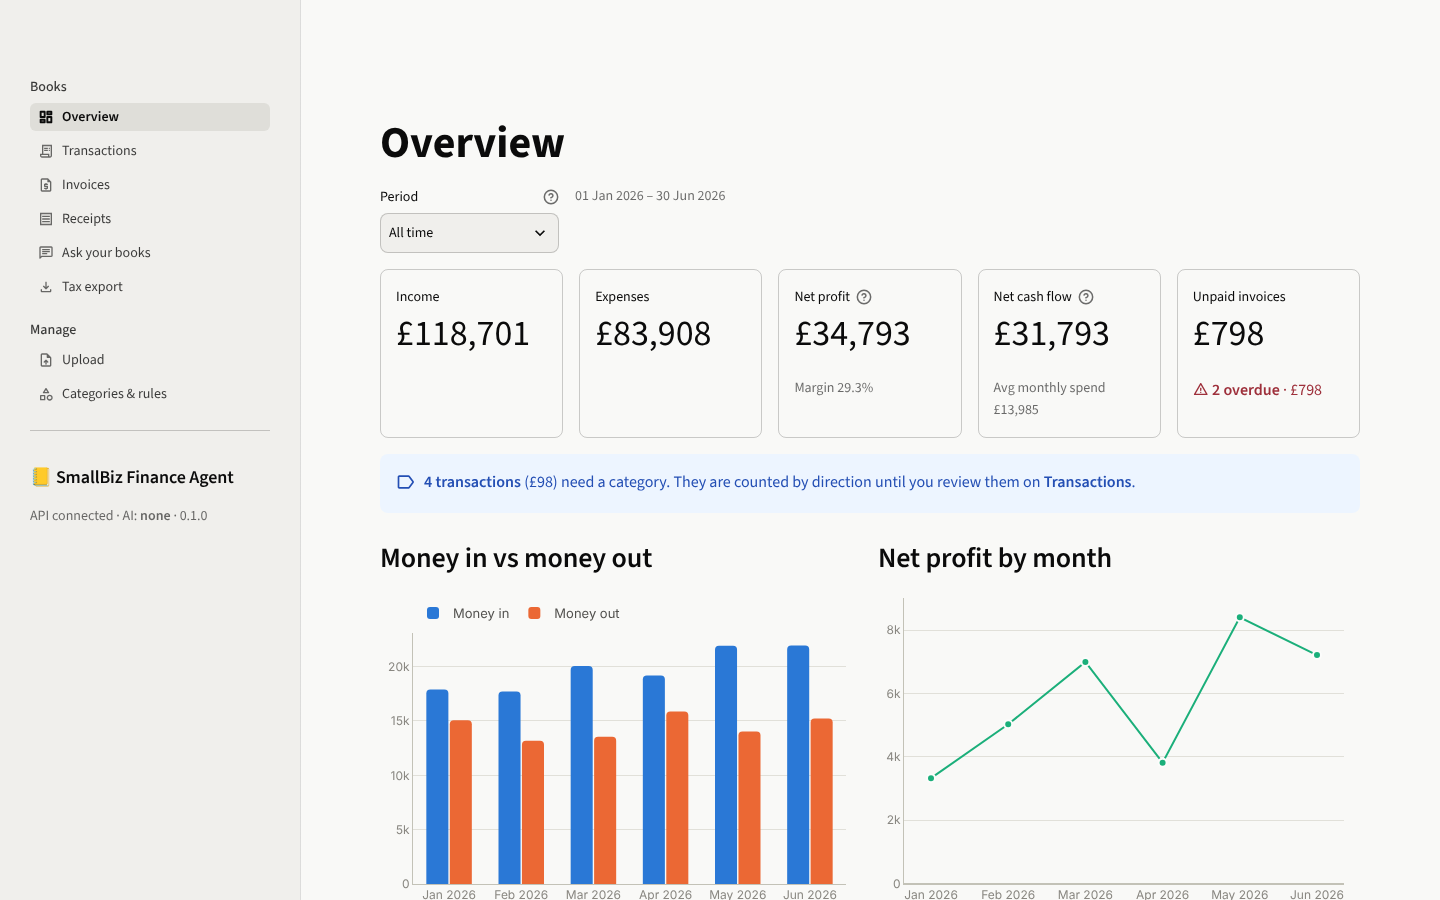 Books
Overview
Transactions
Invoices
Receipts
Ask your books
Tax export
Manage
Upload
Categories & rules
SmallBiz Finance Agent
API connected · AI: none · 0.1.0
Overview
Period
01 Jan 2026 – 30 Jun 2026
All time
Income
£118,701
Expenses
£83,908
Net profit
£34,793
Margin 29.3%
Net cash flow
£31,793
Avg monthly spend
£13,985
Unpaid invoices
£798
2 overdue · £798
4 transactions (£98) need a category. They are counted by direction until you review them on Transactions.
Money in vs money out
Money in
Money out
20k
15k
10k
5k
0
Jan 2026 Feb 2026 Mar 2026 Apr 2026 May 2026 Jun 2026
Net profit by month
8k
6k
4k
2k
0
Jan 2026 Feb 2026 Mar 2026 Apr 2026 May 2026 Jun 2026